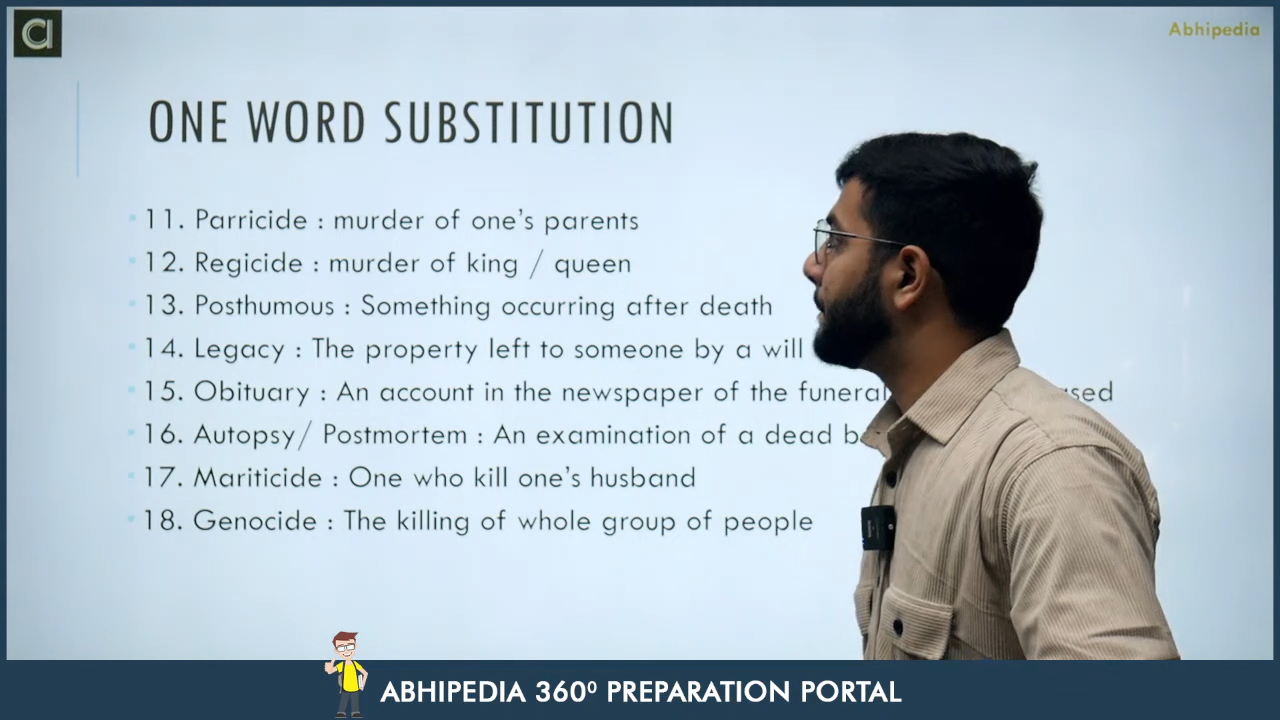 Abhipedia
ONE WORD SUBSTITUTION
11. Parricide : murder of one's parents
12. Regicide : murder of king / queen
13. Posthumous : Something occurring after death
14. Legacy : The property left to someone by a will
15. Obituary : An account in the newspaper of the funeral
16. Autopsy/ Postmortem : An examination of a dead
17. Mariticide : One who kill one's husband
18. Genocide : The killing of whole group of people
ABHIPEDIA 360⁰ PREPARATION PORTAL